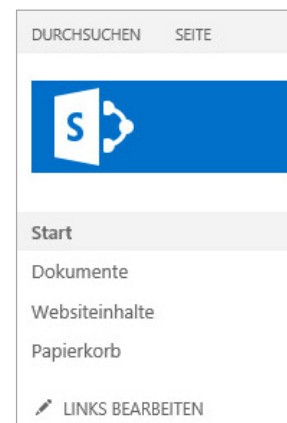 DURCHSUCHEN SEITE
S
Start
Dokumente
Websiteinhalte
Papierkorb
LINKS BEARBEITEN